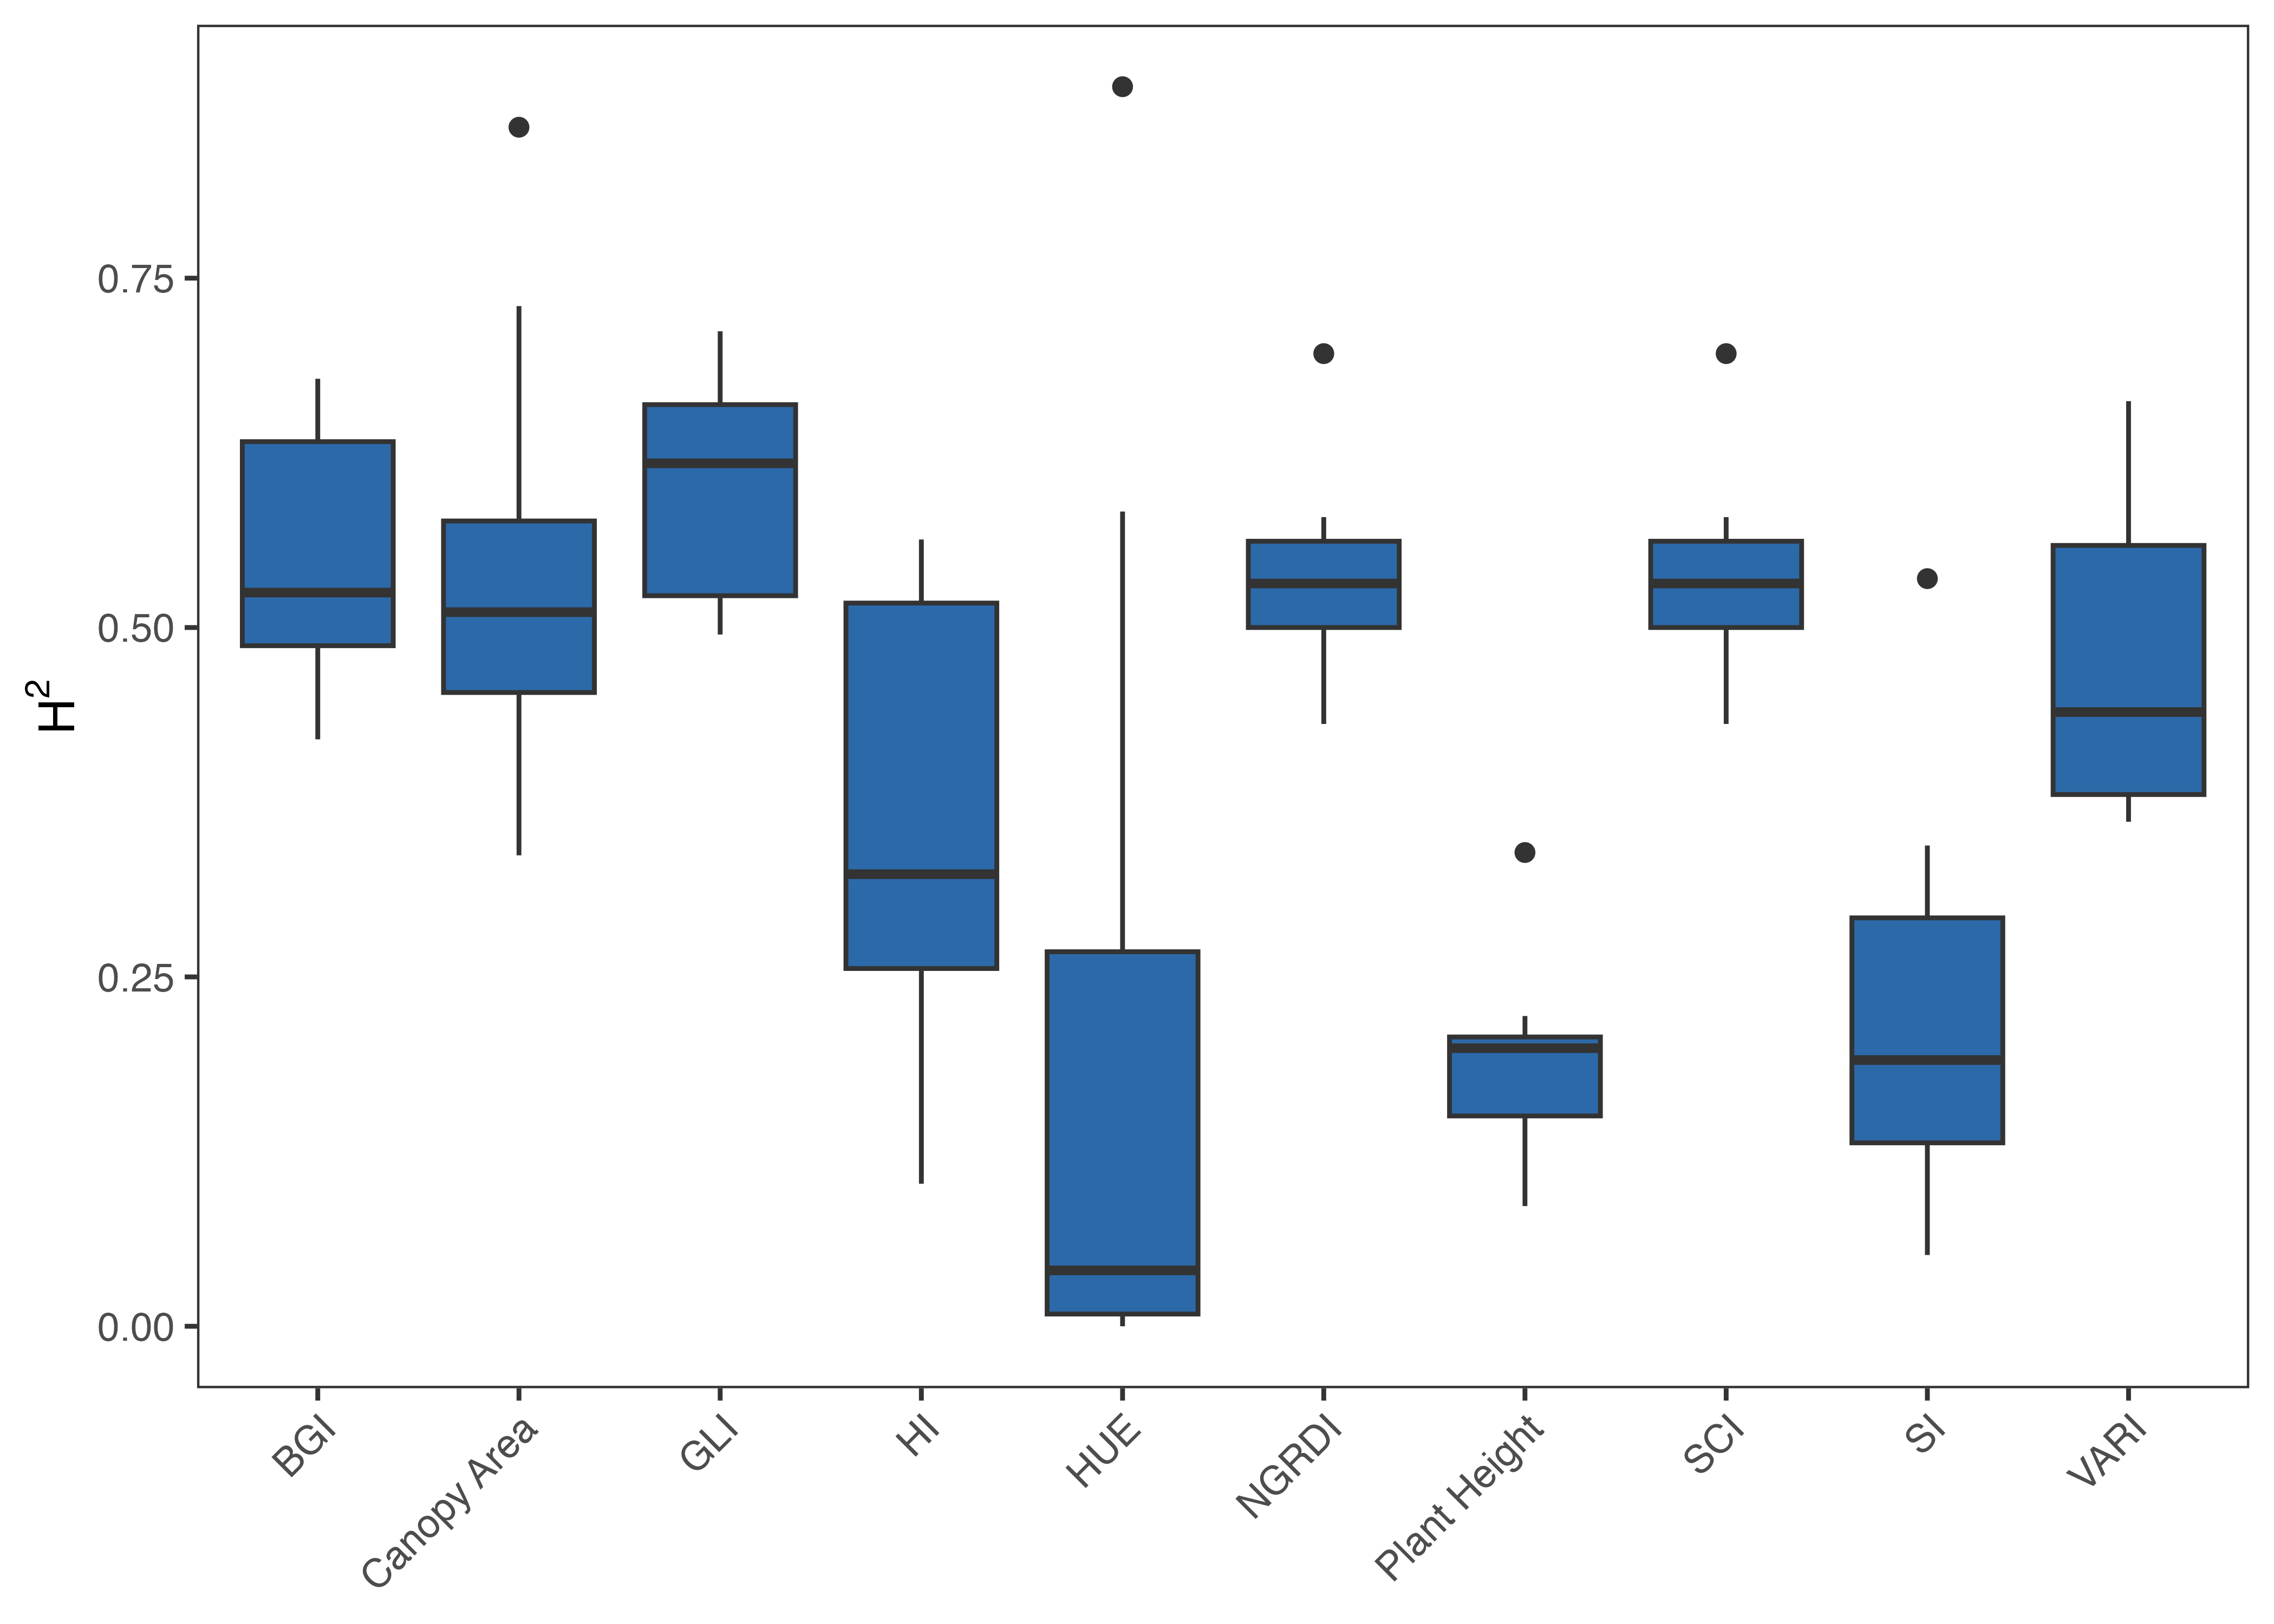 H²
0.75
0.50
0.25
0.00
BGI
Canopy Area
GLI
HI
HUE
NGRDI
Plant Height
SCI
SI
VARI